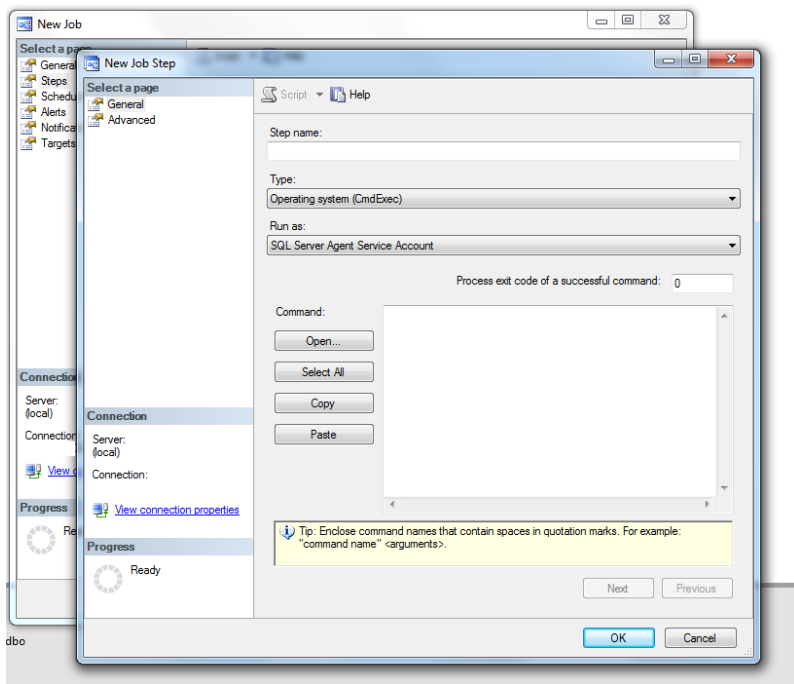 New Job
Select a pa
General
Steps
Schedu
Alerts
Notifica
Targets
Connection
Server:
(local)
Connection
View c
Progress
Re
dbo
New Job Step
Select a page
General
Advanced
Script
Help
Step name:
Type:
Operating system (CmdExec)
Run as:
SQL Server Agent Service Account
Process exit code of a successful command:
0
Command:
Open...
Select All
Copy
Paste
Connection
Server:
(local)
Connection:
View connection properties
Progress
Ready
Tip: Enclose command names that contain spaces in quotation marks. For example:
"command name" <arguments>.
Next
Previous
OK
Cancel